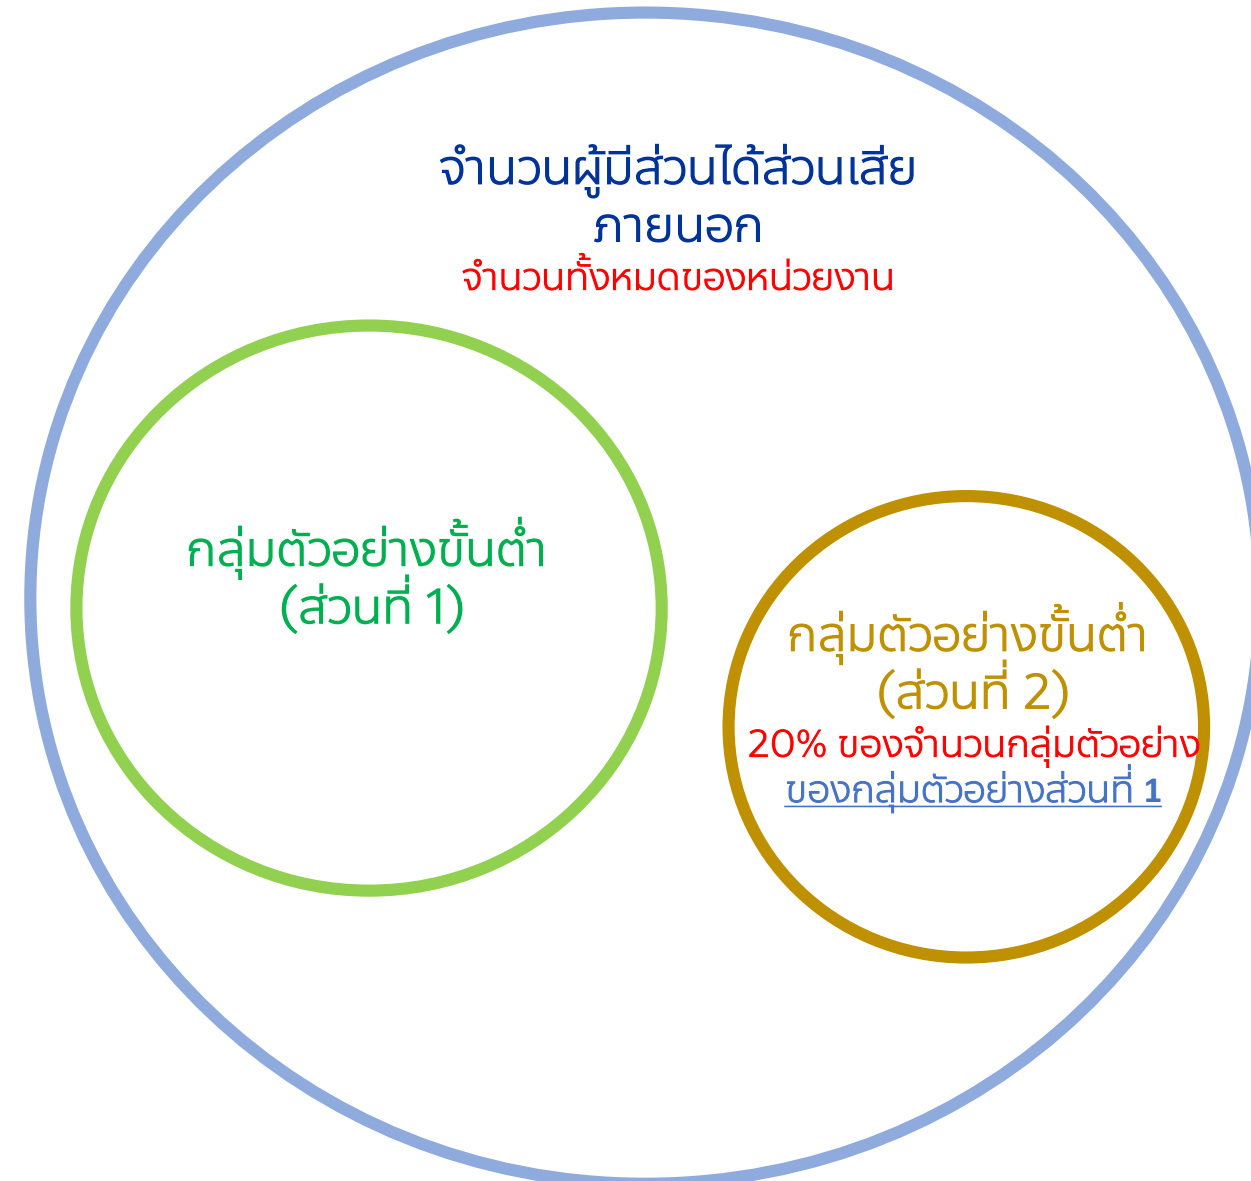 จำนวนผู้มีส่วนได้ส่วนเสีย
ภายนอก
จำนวนทั้งหมดของหน่วยงาน
กลุ่มตัวอย่างขั้นต่ำ
(ส่วนที่ 1)
กลุ่มตัวอย่างขั้นต่ำ
(ส่วนที่ 2)
20% ของจำนวนกลุ่มตัวอย่าง
ของกลุ่มตัวอย่างส่วนที่ 1